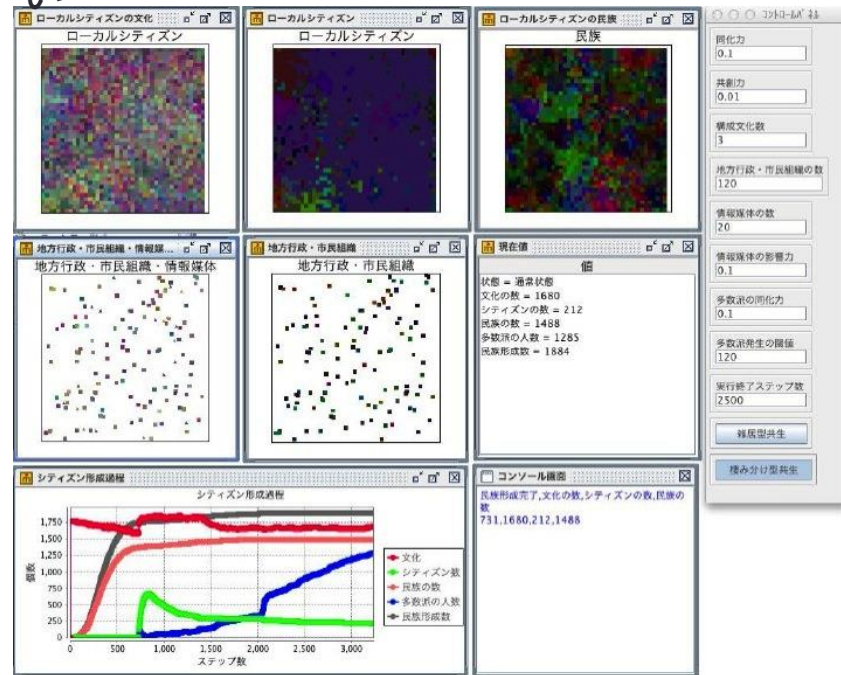 ローカルシティズンの文化
ローカルシティズン
ローカルシティズン
ローカルシティズン
ローカルシティズンの民族
民族
コントロールパネル
同化力
0.1
共創力
0.01
構成文化数
3
地方行政・市民組織の数
120
情報媒体の数
20
情報媒体の影響力
0.1
多数派の同化力
0.1
多数派発生の閾値
120
実行終了ステップ数
2500
雑居型共生
棲み分け型共生
地方行政・市民組織・情報媒...
地方行政・市民組織・情報媒体
地方行政・市民組織
地方行政・市民組織
現在値
値
状態 = 通常状態
文化の数 = 1680
シティズンの数 = 212
民族の数 = 1488
多数派の人数 = 1285
民族形成数 = 1884
シティズン形成過程
シティズン形成過程
個数
1,750
1,500
1,250
1,000
750
500
250
0
0 500 1,000 1,500 2,000 2,500 3,000
ステップ数
文化
シティズン数
民族の数
多数派の人数
民族形成数
コンソール画面
民族形成完了,文化の数,シティズンの数,民族の
数
731,1680,212,1488